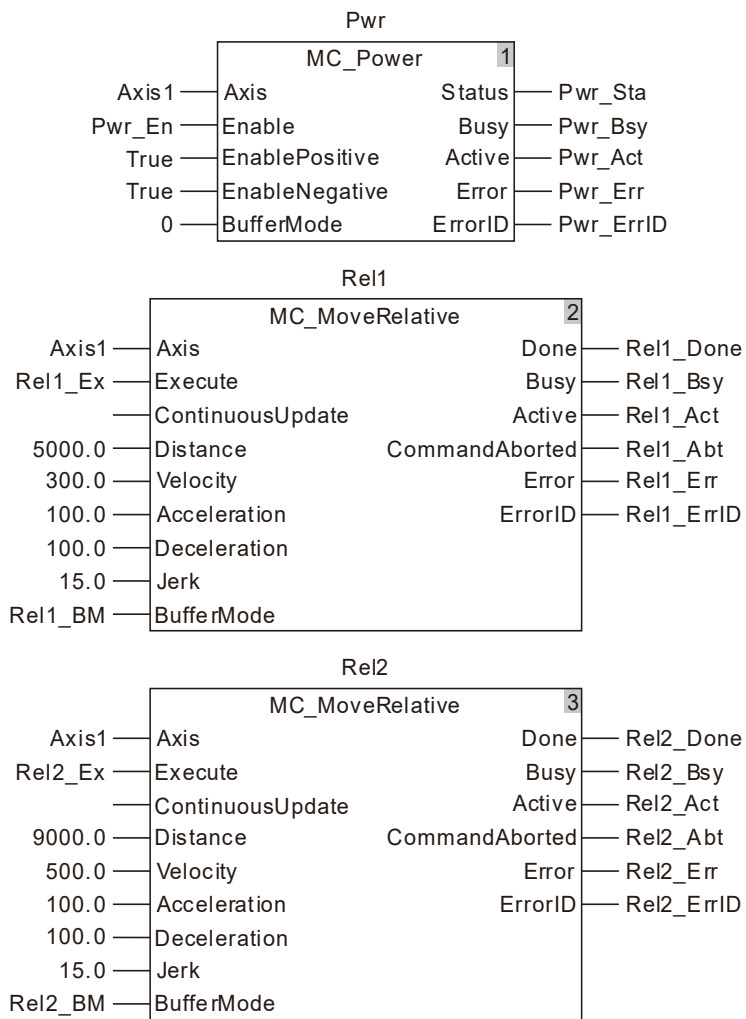 Pwr
MC_Power 1
Axis1 Axis Status Pwr_Sta
Pwr_En Enable Busy Pwr_Bsy
True EnablePositive Active Pwr_Act
True EnableNegative Error Pwr_Err
0 BufferMode ErrorID Pwr_ErrID
Rel1
MC_MoveRelative 2
Axis1 Axis Done Rel1_Done
Rel1_Ex Execute Busy Rel1_Bsy
ContinuousUpdate Active Rel1_Act
5000.0 Distance CommandAborted Rel1_Abt
300.0 Velocity Error Rel1_Err
100.0 Acceleration ErrorID Rel1_ErrID
100.0 Deceleration
15.0 Jerk
Rel1_BM BufferMode
Rel2
MC_MoveRelative 3
Axis1 Axis Done Rel2_Done
Rel2_Ex Execute Busy Rel2_Bsy
ContinuousUpdate Active Rel2_Act
9000.0 Distance CommandAborted Rel2_Abt
500.0 Velocity Error Rel2_Err
100.0 Acceleration ErrorID Rel2_ErrID
100.0 Deceleration
15.0 Jerk
Rel2_BM BufferMode